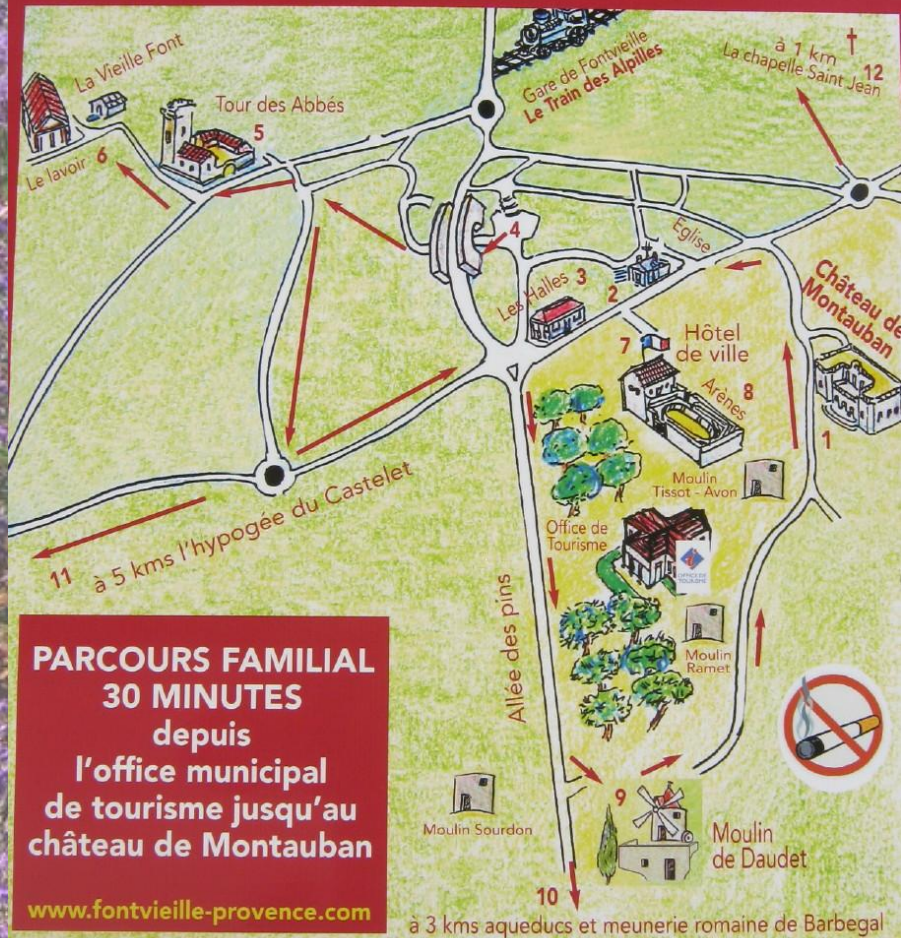 Gare de Fontvieille
Le Train des Alpilles
à 1 km
La chapelle Saint Jean
12
La Vieille Font
Tour des Abbés
5
Le lavoir 6
4
Eglise
Château de
Montauban
Les Halles 3
2
7
Hôtel
de ville
Arènes
8
1
Moulin
Tissot - Avon
Office de
Tourisme
OFFICE DE
TOURISME
11 à 5 kms l'hypogée du Castelet
Allée des pins
Moulin
Ramet
PARCOURS FAMILIAL
30 MINUTES
depuis
l'office municipal
de tourisme jusqu'au
château de Montauban
www.fontvieille-provence.com
Moulin Sourdon
9
Moulin
de Daudet
10
à 3 kms aqueducs et meunerie romaine de Barbegal